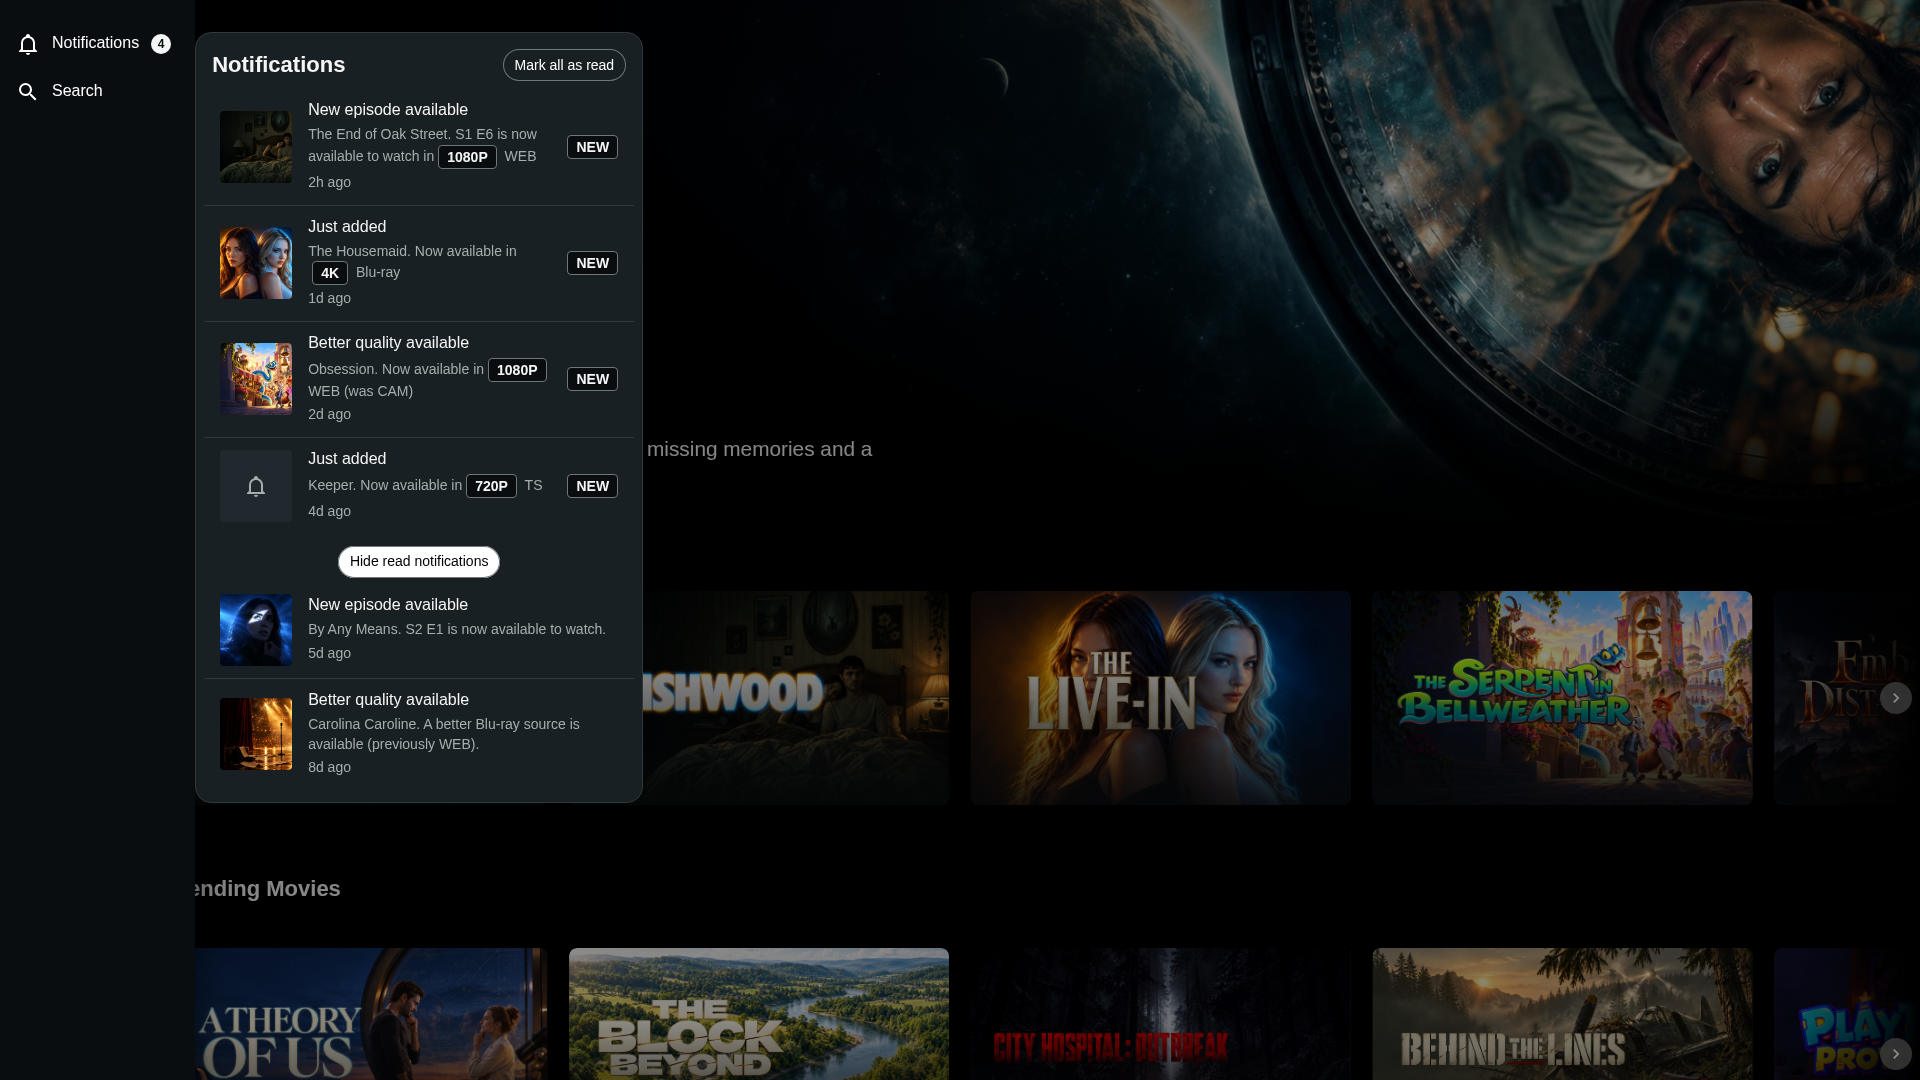 Notifications 4
Search
Notifications
Mark all as read
New episode available
The End of Oak Street. S1 E6 is now
available to watch in 1080P WEB
2h ago
NEW
Just added
The Housemaid. Now available in
4K Blu-ray
1d ago
NEW
Better quality available
Obsession. Now available in 1080P
WEB (was CAM)
2d ago
NEW
Just added
Keeper. Now available in 720P TS
4d ago
NEW
Hide read notifications
New episode available
By Any Means. S2 E1 is now available to watch.
5d ago
Better quality available
Carolina Caroline. A better Blu-ray source is
available (previously WEB).
8d ago
missing memories and a
ISHWOOD
THE
LIVE-IN
THE SERPENT IN
BELLWEATHER
ending Movies
A THEORY
OF US
THE
BLOCK
BEYOND
CITY HOSPITAL: OUTBREAK
BEHIND THE LINES